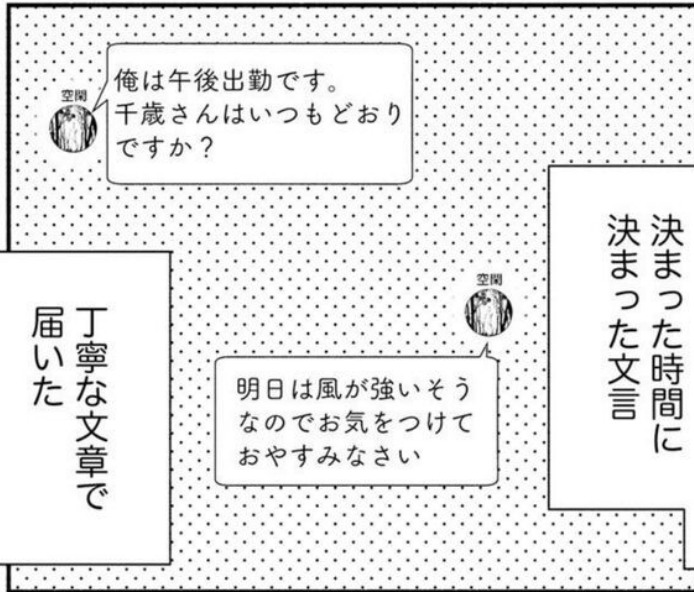 決まった時間に
決まった文言
空閑
俺は午後出勤です。
千歳さんはいつもどおり
ですか？
空閑
明日は風が強いそう
なのでお気をつけて
おやすみなさい
丁寧な文章で
届いた